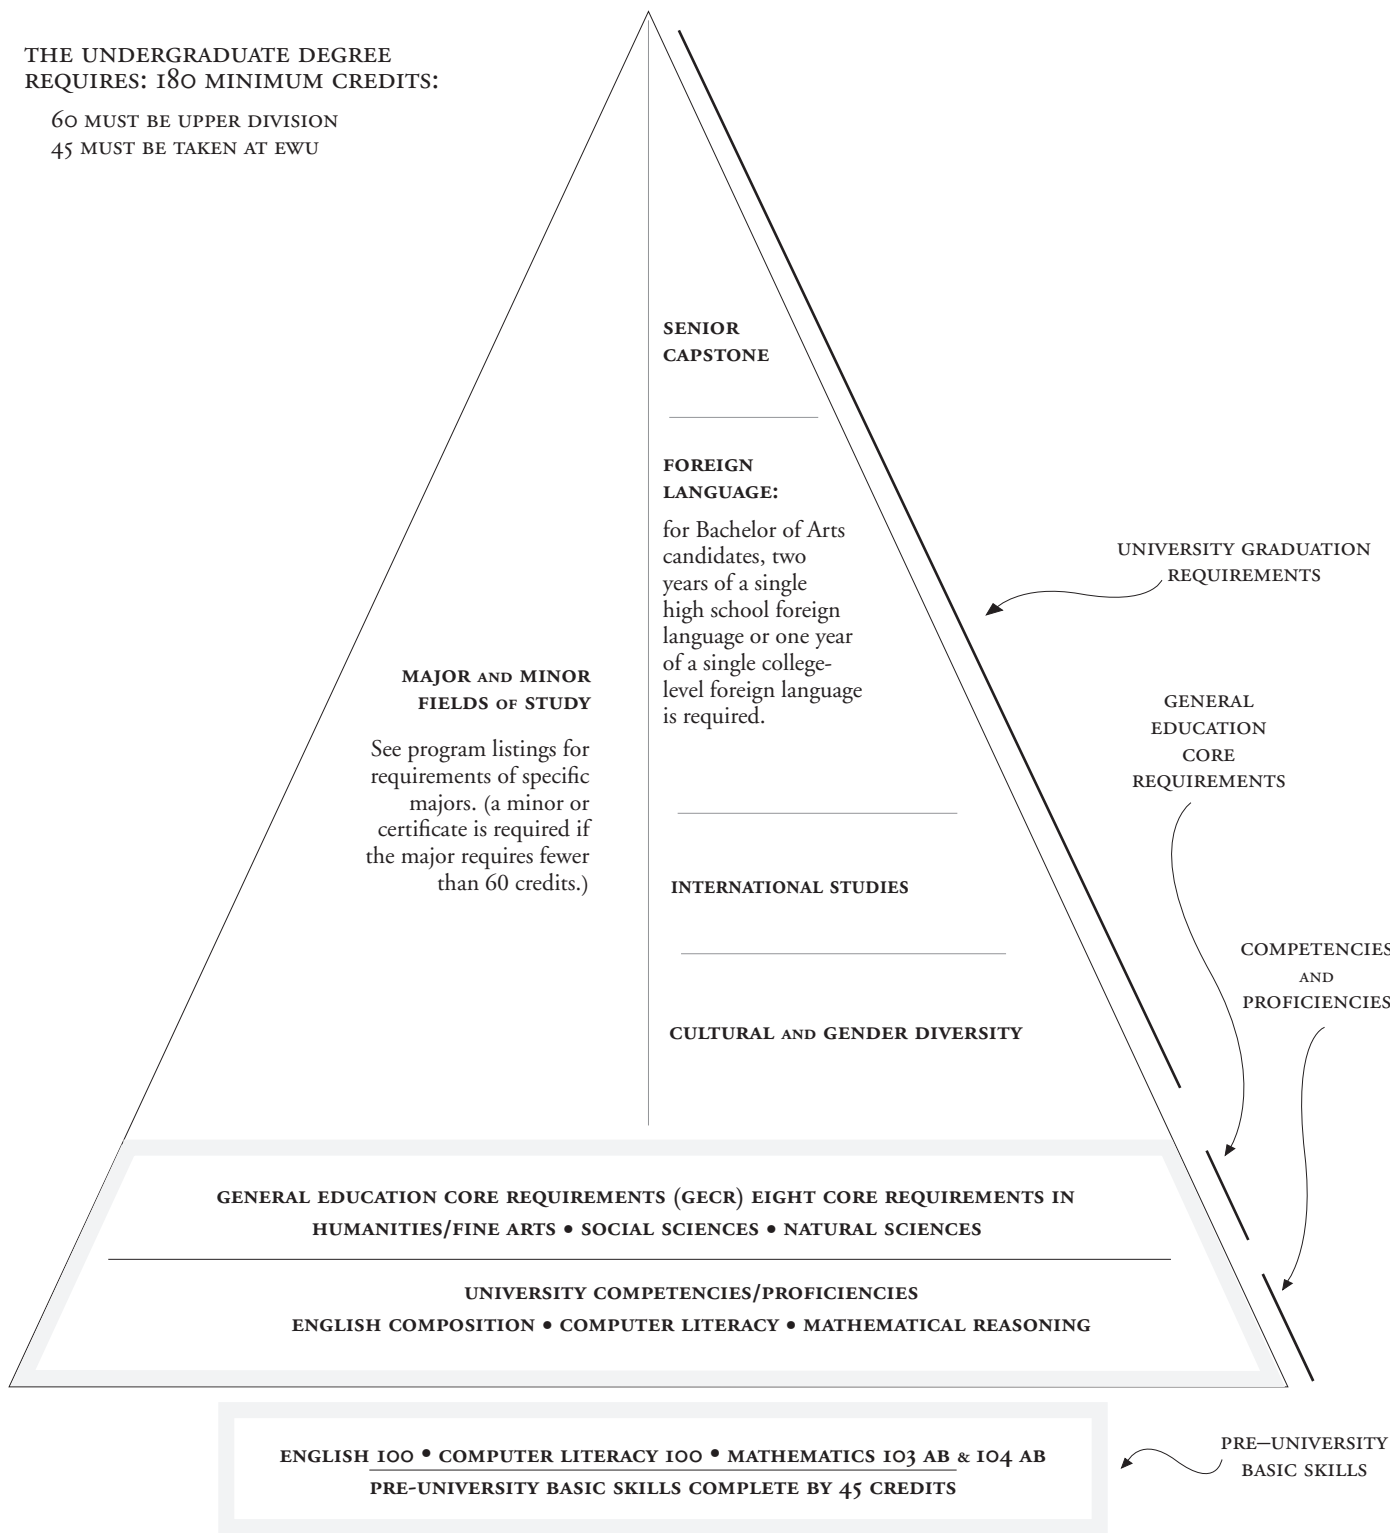 THE UNDERGRADUATE DEGREE
REQUIRES: 180 MINIMUM CREDITS:
60 MUST BE UPPER DIVISION
45 MUST BE TAKEN AT EWU
SENIOR
CAPSTONE
FOREIGN
LANGUAGE:
for Bachelor of Arts
candidates, two
years of a single
high school foreign
language or one year
of a single college-
level foreign language
is required.
UNIVERSITY GRADUATION
REQUIREMENTS
MAJOR AND MINOR
FIELDS OF STUDY
See program listings for
requirements of specific
majors. (a minor or
certificate is required if
the major requires fewer
than 60 credits.)
GENERAL
EDUCATION
CORE
REQUIREMENTS
INTERNATIONAL STUDIES
COMPETENCIES
AND
PROFICIENCIES
CULTURAL AND GENDER DIVERSITY
GENERAL EDUCATION CORE REQUIREMENTS (GECR) EIGHT CORE REQUIREMENTS IN
HUMANITIES/FINE ARTS • SOCIAL SCIENCES • NATURAL SCIENCES
UNIVERSITY COMPETENCIES/PROFICIENCIES
ENGLISH COMPOSITION • COMPUTER LITERACY • MATHEMATICAL REASONING
ENGLISH 100 • COMPUTER LITERACY 100 • MATHEMATICS 103 AB & 104 AB
PRE-UNIVERSITY BASIC SKILLS COMPLETE BY 45 CREDITS
PRE–UNIVERSITY
BASIC SKILLS